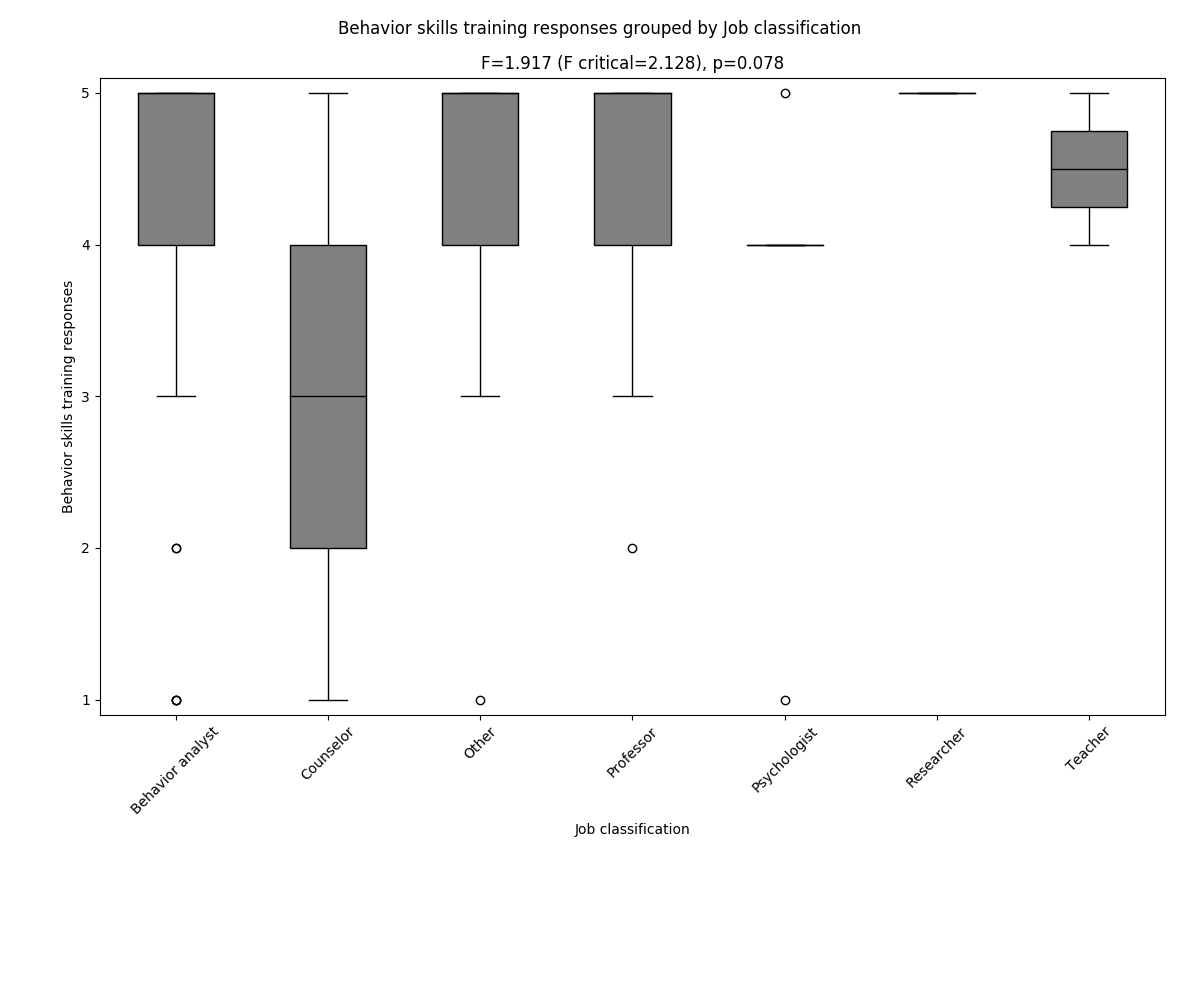 Behavior skills training responses grouped by Job classification
F=1.917 (F critical=2.128), p=0.078
Behavior skills training responses
5
4
3
2
1
Behavior analyst
Counselor
Other
Professor
Psychologist
Researcher
Teacher
Job classification